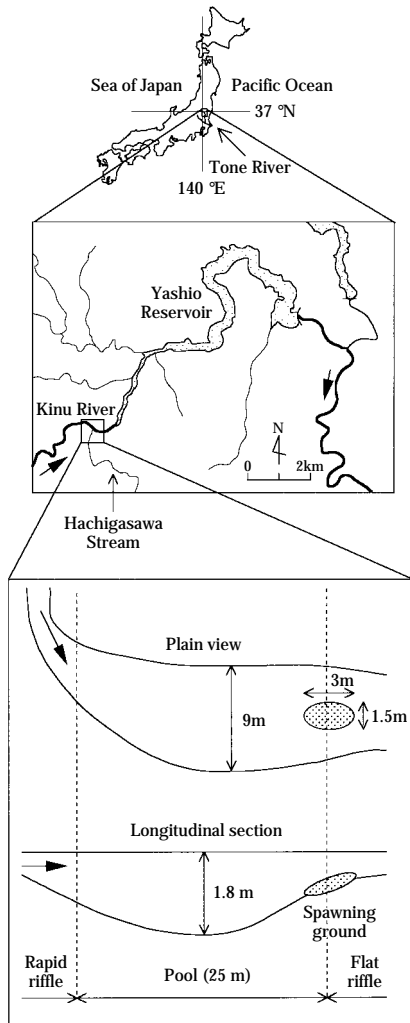 Sea of Japan
Pacific Ocean
37 °N
Tone River
140 °E
Yashio
Reservoir
Kinu River
N
0 2km
Hachigasawa
Stream
Plain view
3m
9m
1.5m
Longitudinal section
1.8 m
Spawning
ground
Rapid
riffle
Pool (25 m)
Flat
riffle